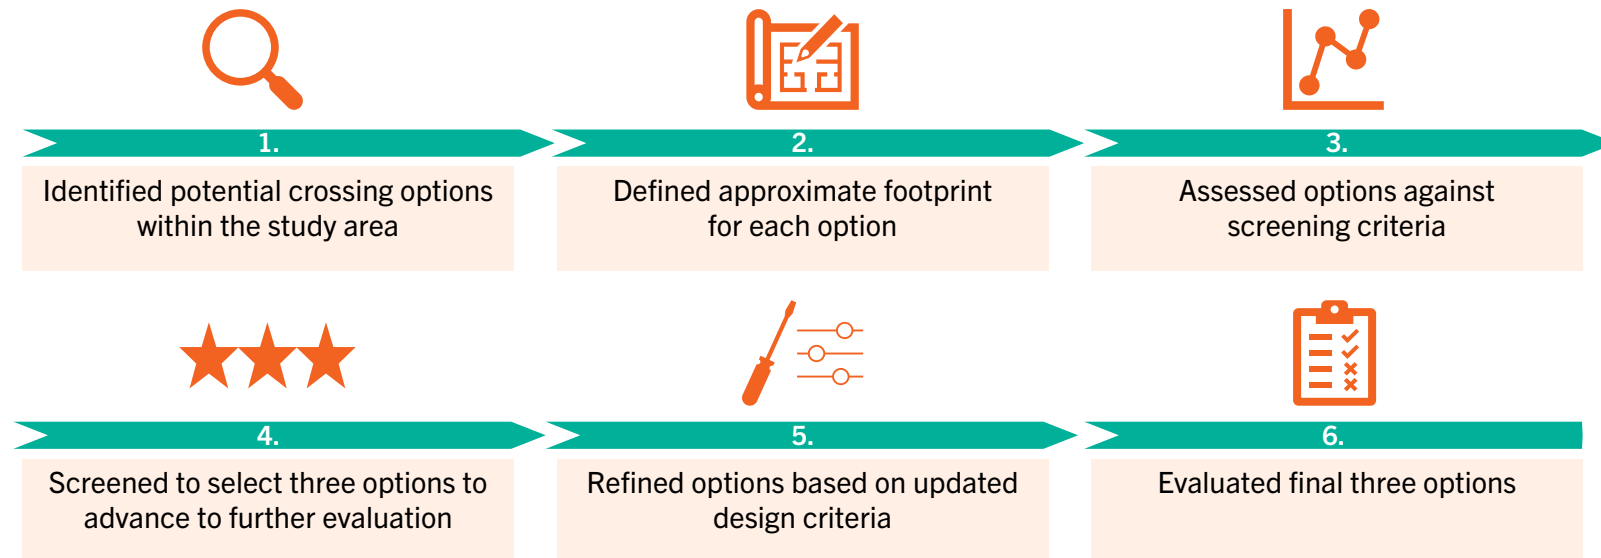 1.
Identified potential crossing options
within the study area
2.
Defined approximate footprint
for each option
3.
Assessed options against
screening criteria
4.
Screened to select three options to
advance to further evaluation
5.
Refined options based on updated
design criteria
6.
Evaluated final three options